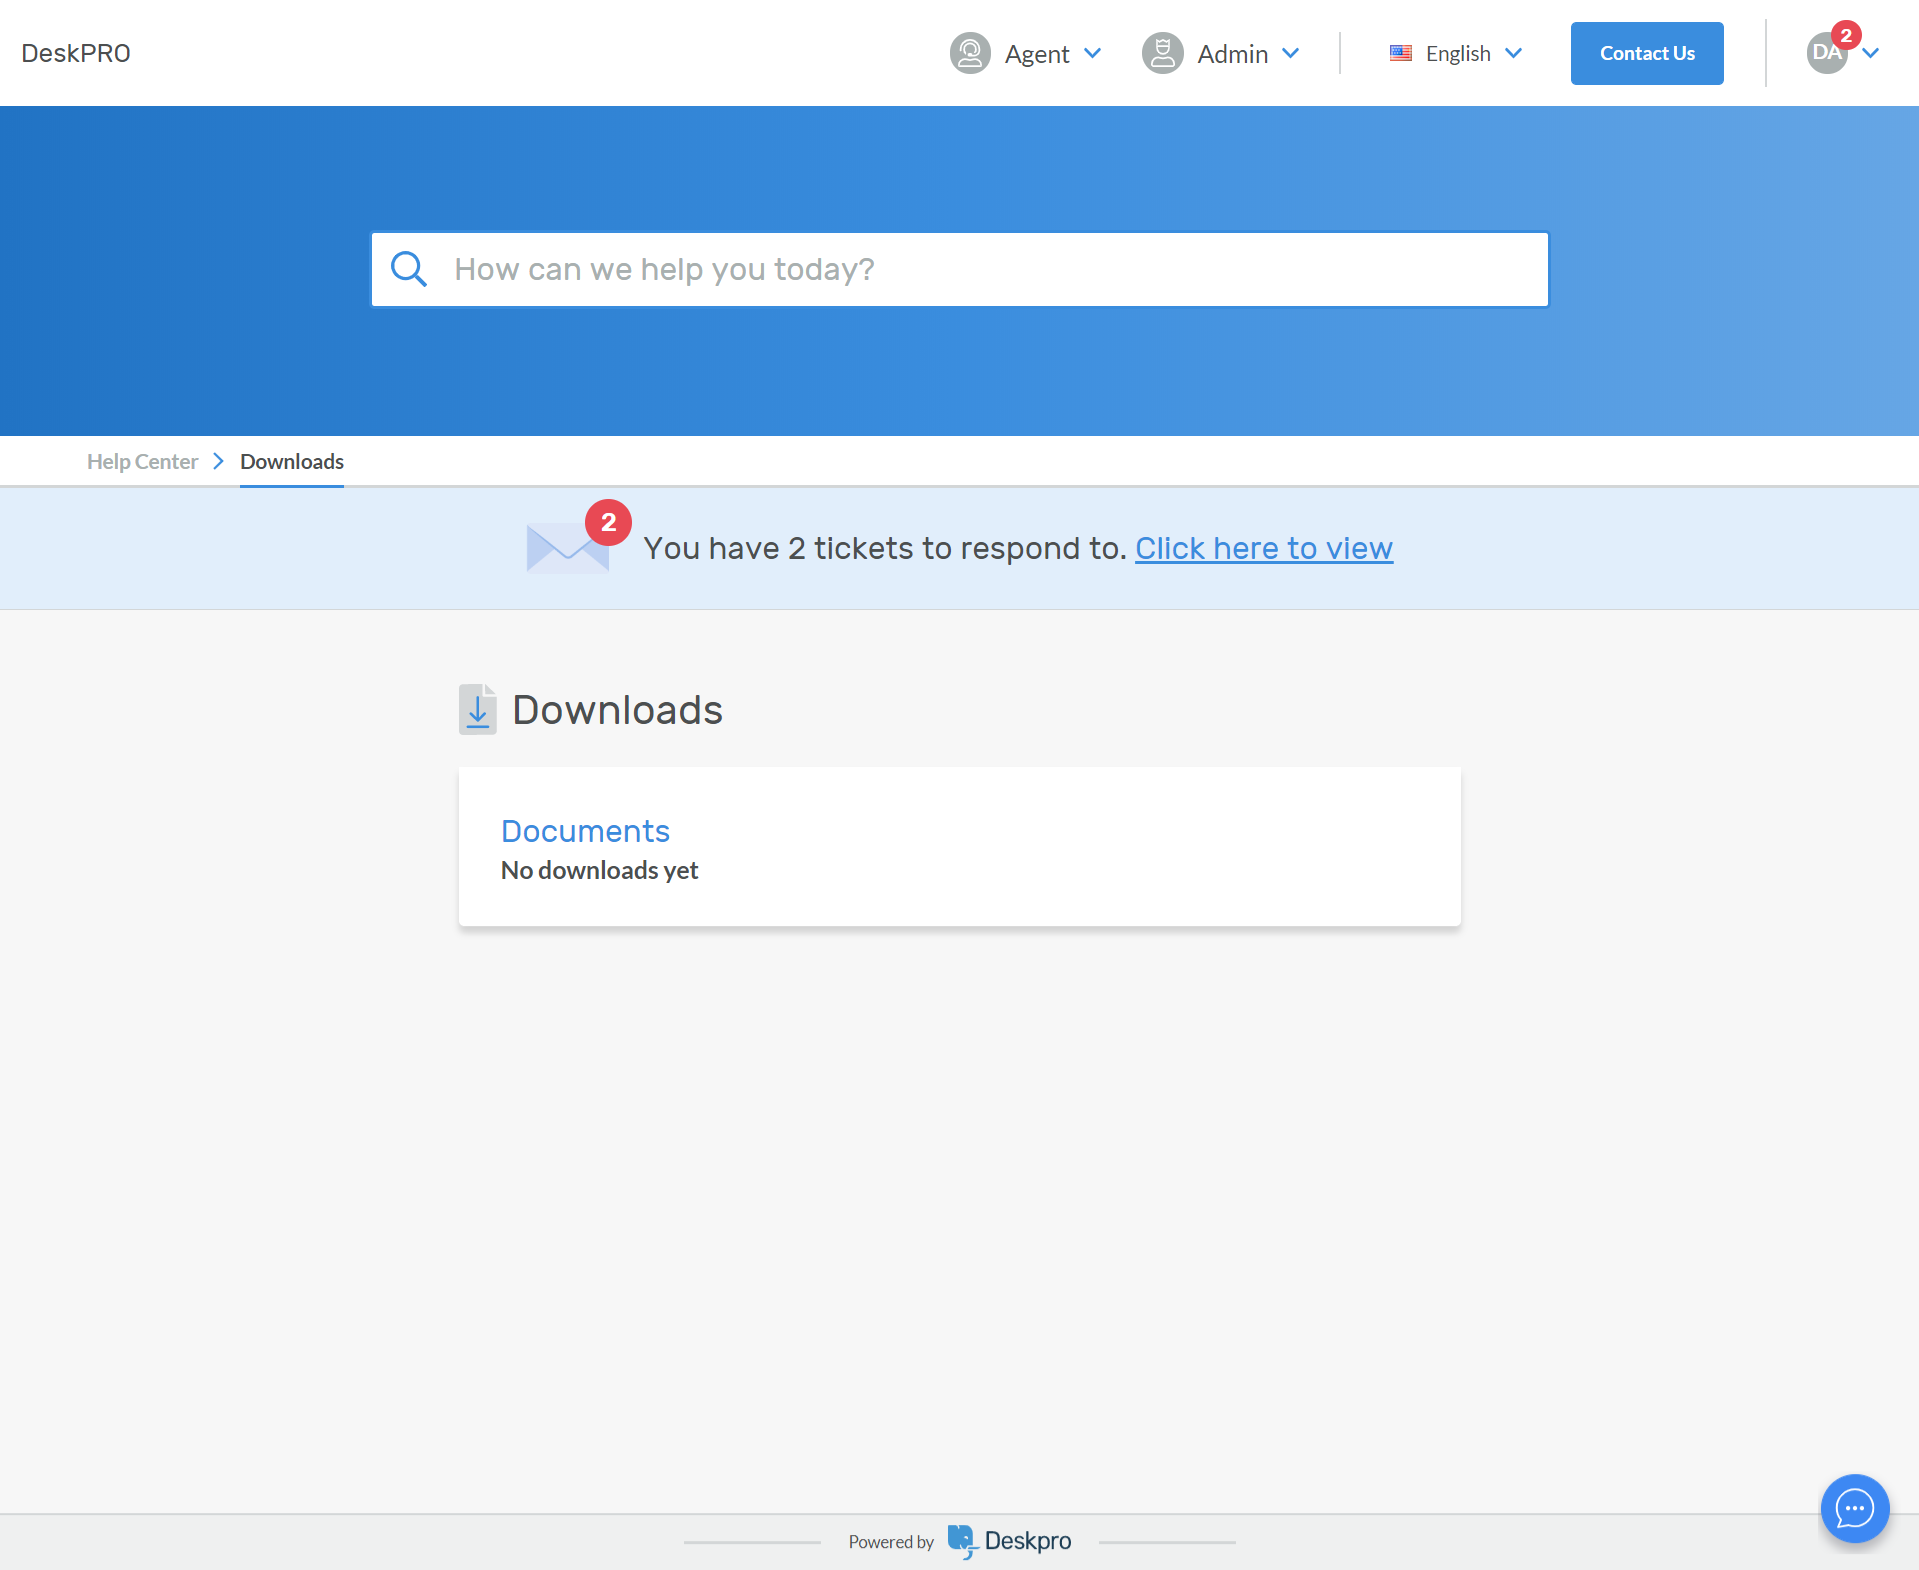 DeskPRO
Agent
Admin
English
Contact Us
DA
2
How can we help you today?
Help Center
Downloads
2
You have 2 tickets to respond to. Click here to view
Downloads
Documents
No downloads yet
Powered by Deskpro